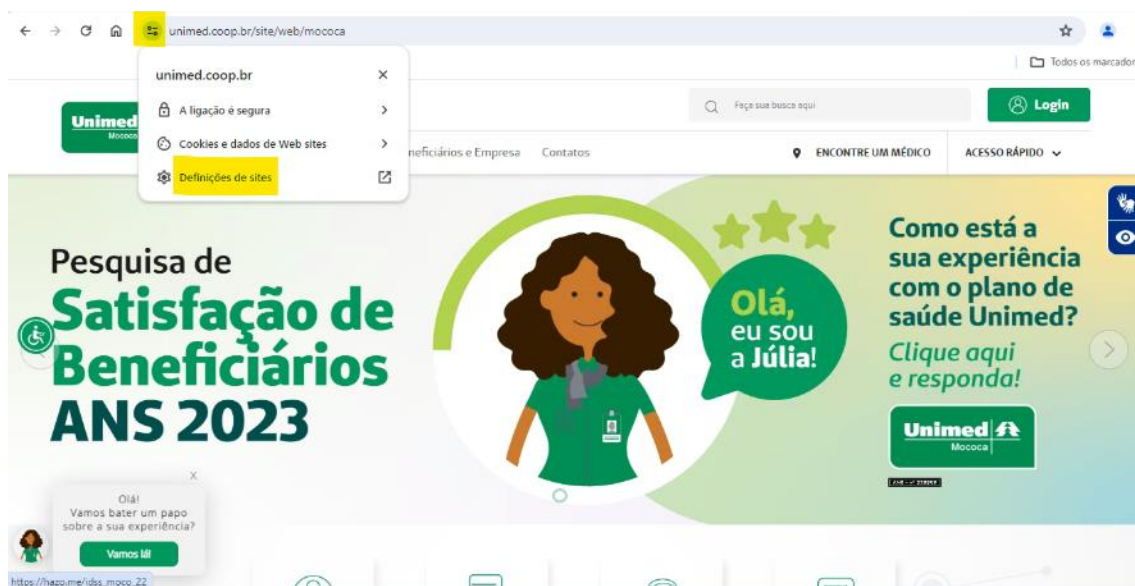 unimed.coop.br/site/web/mococa
Todos os marcador
unimed.coop.br
A ligação é segura
Cookies e dados de Web sites
Definições de sites
Unimed
Mococa
Faça sua busca aqui
Login
neficiários e Empresa Contatos
ENCONTRE UM MÉDICO
ACESSO RÁPIDO
Pesquisa de
Satisfação de
Beneficiários
ANS 2023
Olá,
eu sou
a Júlia!
Como está a
sua experiência
com o plano de
saúde Unimed?
Clique aqui
e responda!
Unimed
Mococa
X
Olá!
Vamos bater um papo
sobre a sua experiência?
Vamos lá!
https://hazo.me/idss_moco_22